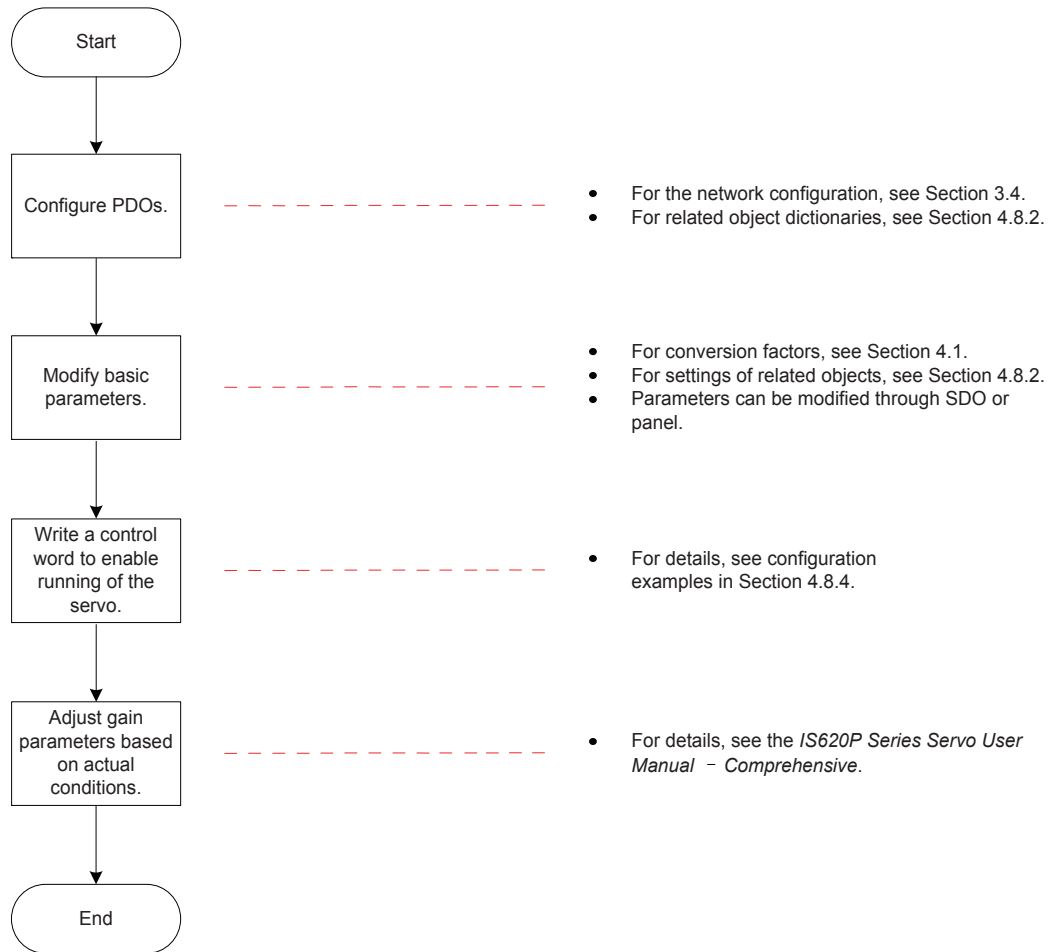 Start
Configure PDOs.
• For the network configuration, see Section 3.4.
• For related object dictionaries, see Section 4.8.2.
Modify basic
parameters.
• For conversion factors, see Section 4.1.
• For settings of related objects, see Section 4.8.2.
• Parameters can be modified through SDO or
panel.
Write a control
word to enable
running of the
servo.
• For details, see configuration
examples in Section 4.8.4.
Adjust gain
parameters based
on actual
conditions.
• For details, see the IS620P Series Servo User
Manual – Comprehensive.
End